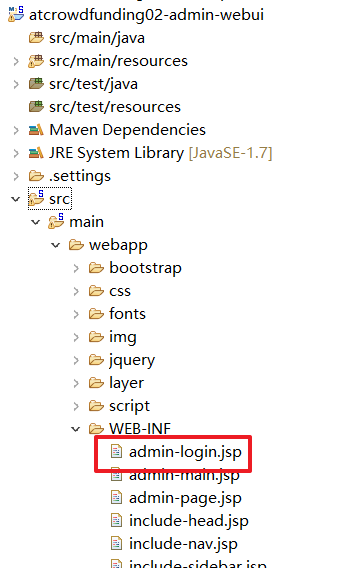 atcrowdfunding02-admin-webui
src/main/java
src/main/resources
src/test/java
src/test/resources
Maven Dependencies
JRE System Library [JavaSE-1.7]
.settings
src
main
webapp
bootstrap
css
fonts
img
jquery
layer
script
WEB-INF
admin-login.jsp
admin-main.jsp
admin-page.jsp
include-head.jsp
include-nav.jsp
include-sidebar.jsp